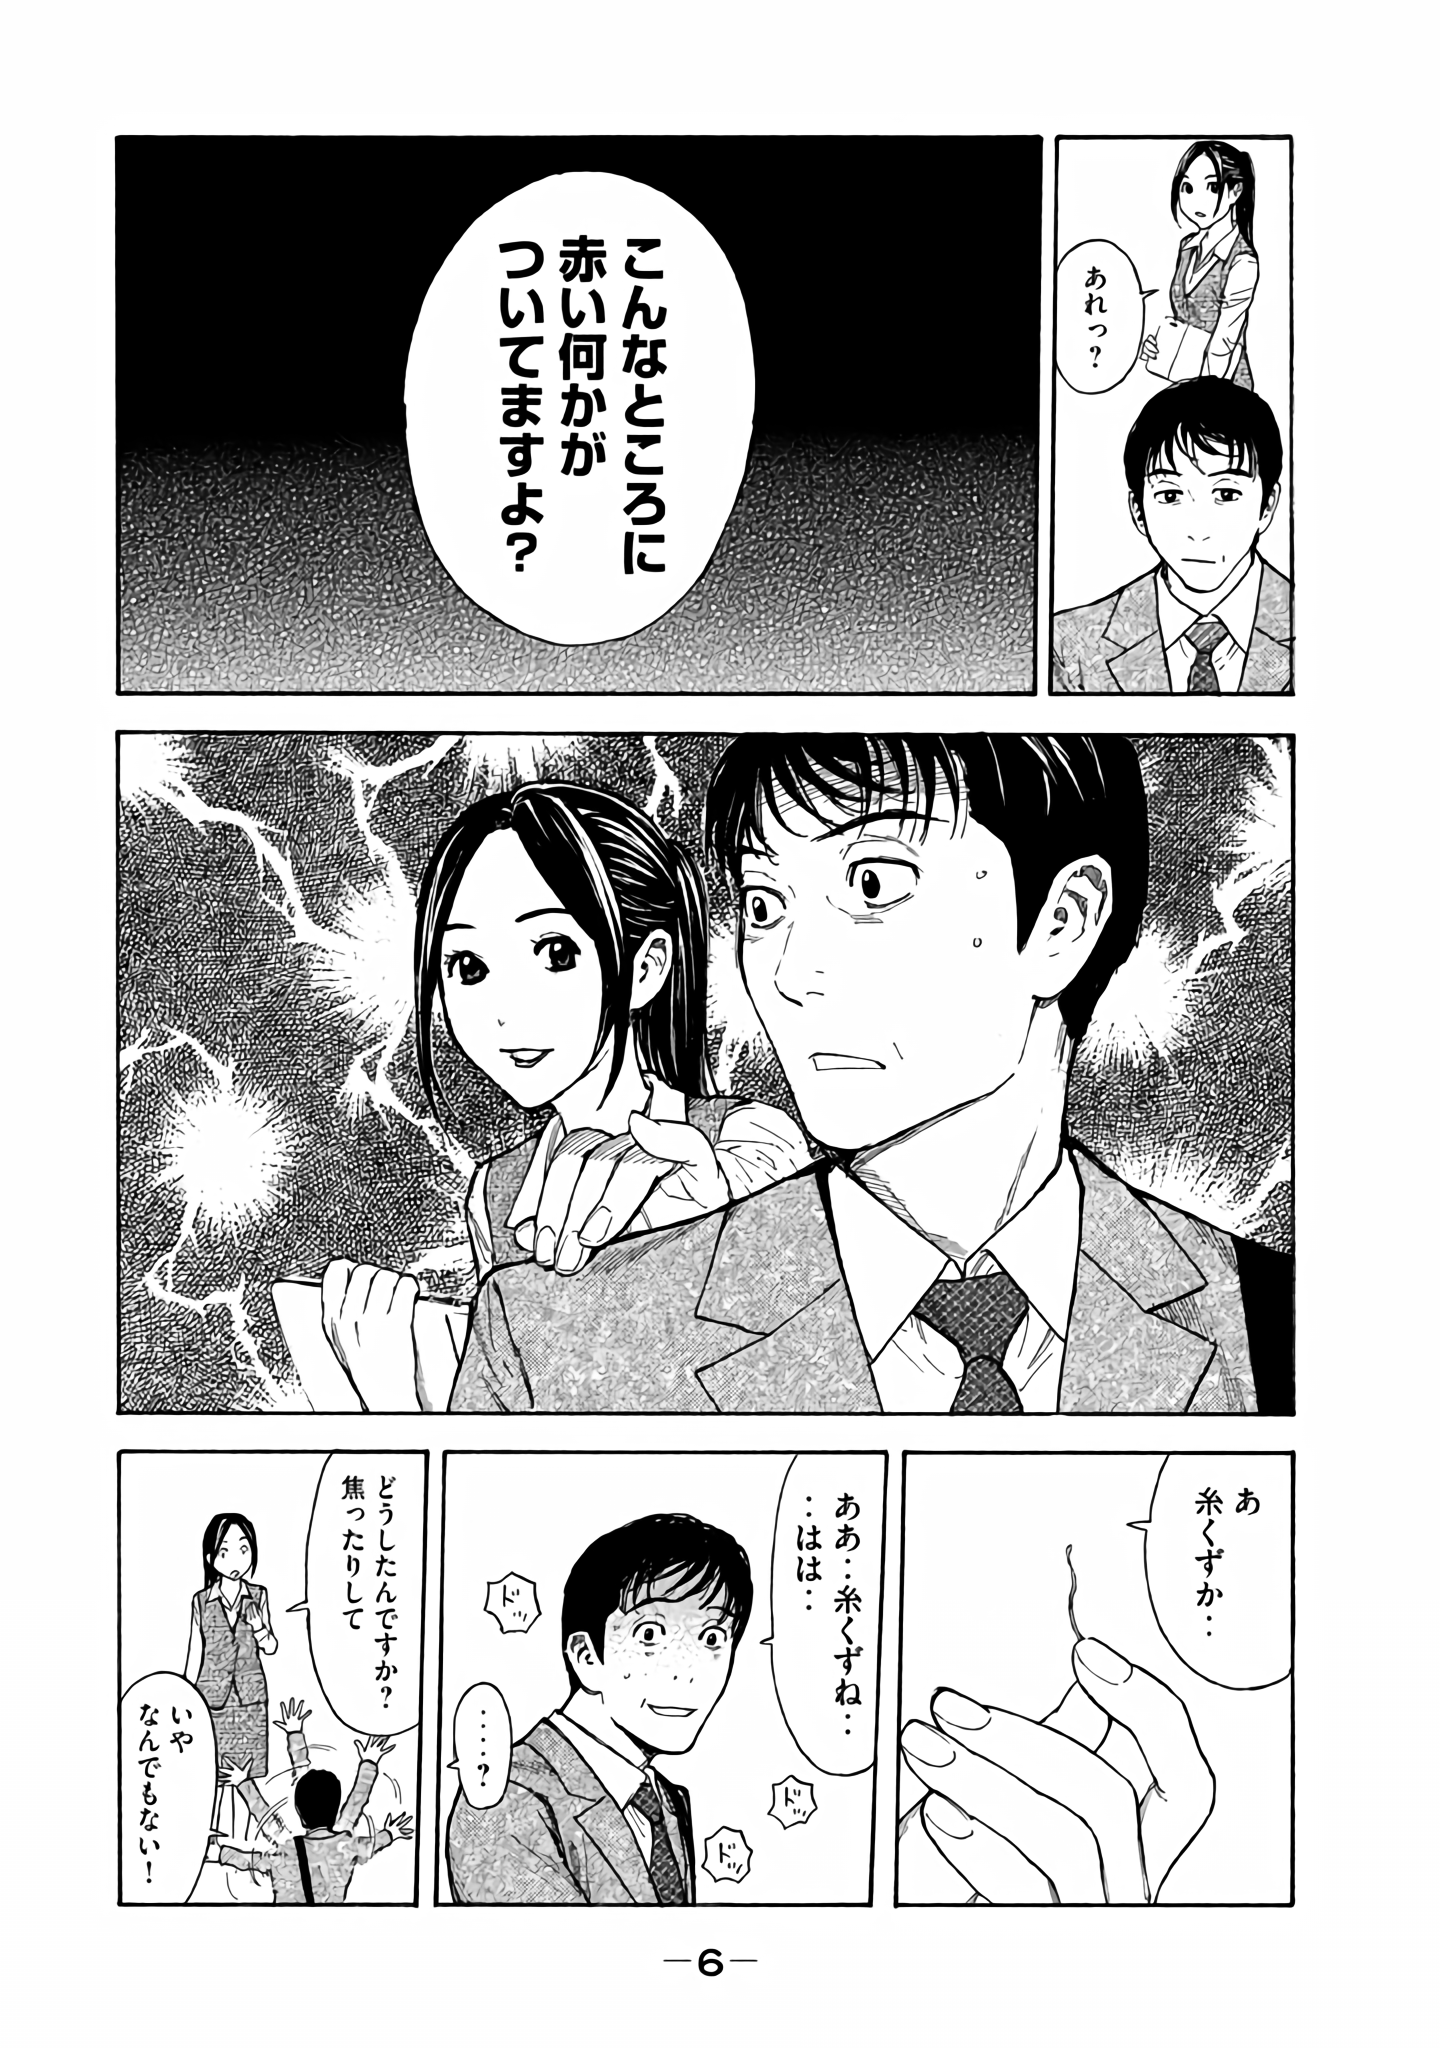 あれっ?
こんなところに
赤い何かが
ついてますよ?
あ
糸くずか‥
ああ‥糸くずね‥
‥はは‥
ドッ
‥‥?
ドッ
ドッ
どうしたんですか?
焦ったりして
いや
なんでもない!
—6—